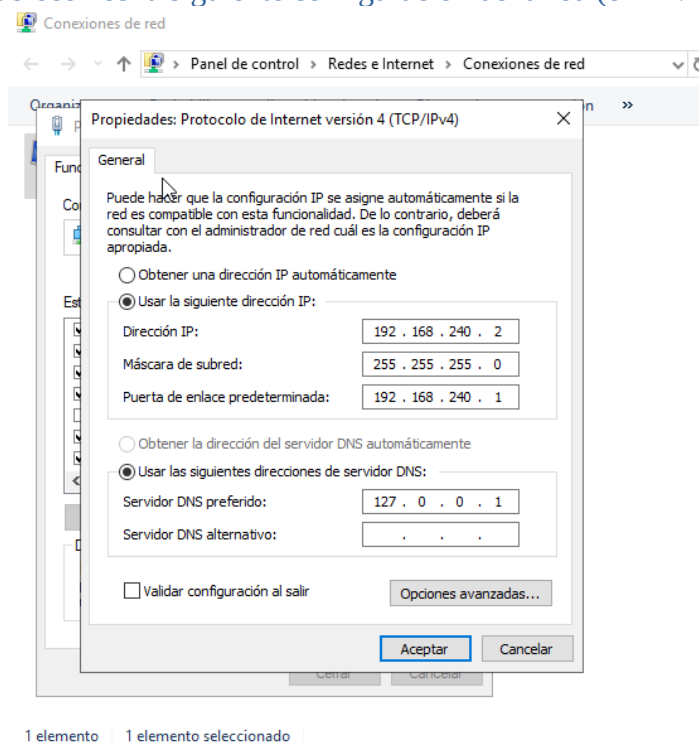 Conexiones de red
Panel de control > Redes e Internet > Conexiones de red
Propiedades: Protocolo de Internet versión 4 (TCP/IPv4)
General
Puede hacer que la configuración IP se asigne automáticamente si la
red es compatible con esta funcionalidad. De lo contrario, deberá
consultar con el administrador de red cuál es la configuración IP
apropiada.
Obtener una dirección IP automáticamente
Usar la siguiente dirección IP:
Dirección IP:
192 . 168 . 240 . 2
Máscara de subred:
255 . 255 . 255 . 0
Puerta de enlace predeterminada:
192 . 168 . 240 . 1
Obtener la dirección del servidor DNS automáticamente
Usar las siguientes direcciones de servidor DNS:
Servidor DNS preferido:
127 . 0 . 0 . 1
Servidor DNS alternativo:
. . .
Validar configuración al salir
Opciones avanzadas...
Aceptar
Cancelar
Cerrar
Cancelar
1 elemento
1 elemento seleccionado